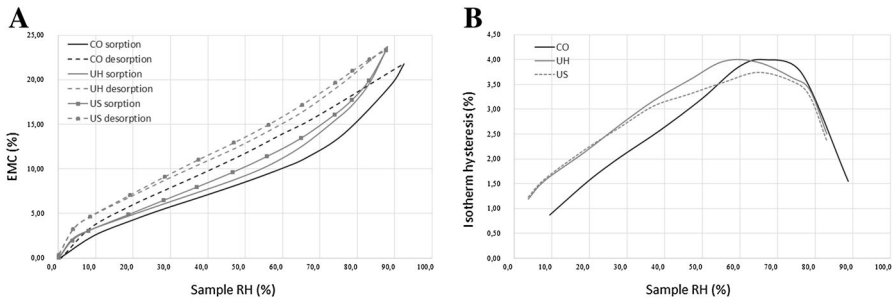 A
25,00
20,00
15,00
10,00
5,00
0,00
EMC (%)
CO sorption
CO desorption
UH sorption
UH desorption
US sorption
US desorption
0,0 10,0 20,0 30,0 40,0 50,0 60,0 70,0 80,0 90,0 100,0
Sample RH (%)
B
4,50
4,00
3,50
3,00
2,50
2,00
1,50
1,00
0,50
0,00
Isotherm hysteresis (%)
CO
UH
US
0,0 10,0 20,0 30,0 40,0 50,0 60,0 70,0 80,0 90,0 100,0
Sample RH (%)